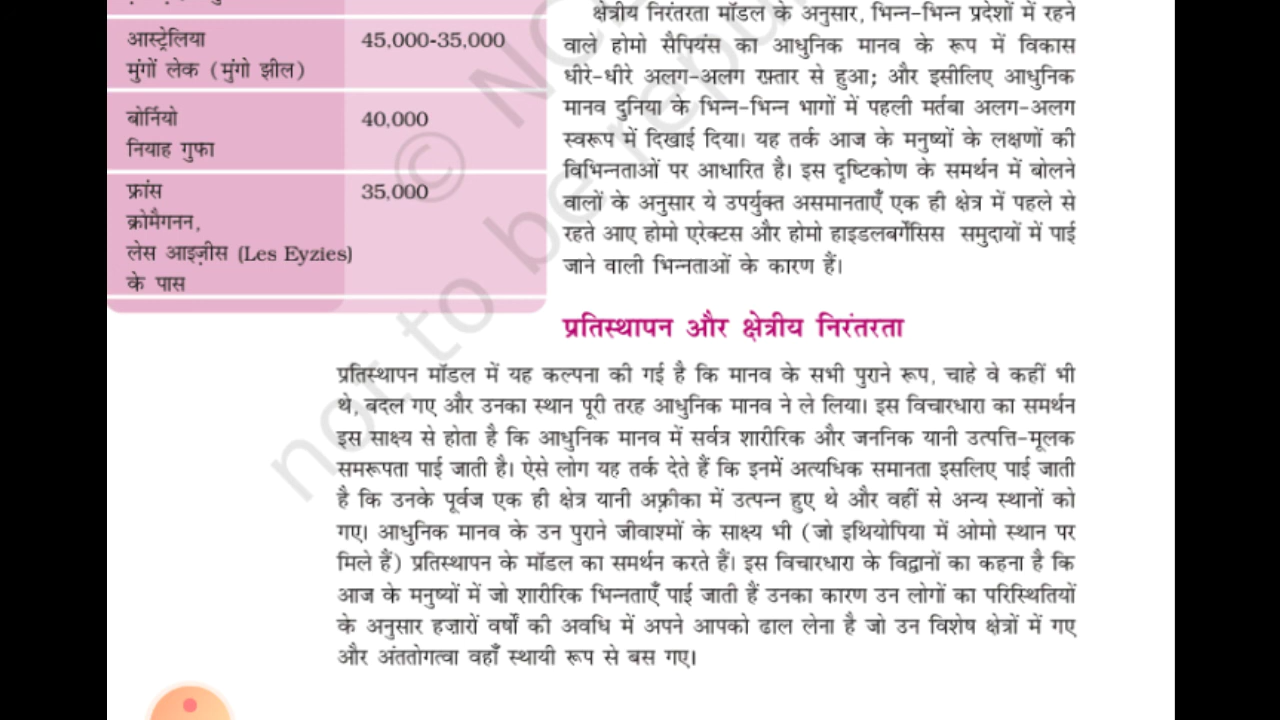 आस्ट्रेलिया 45,000-35,000
मुंगों लेक (मुंगो झील)
बोर्नियो 40,000
नियाह गुफा
फ्रांस 35,000
क्रोमैगनन,
लेस आइज़ीस (Les Eyzies)
के पास
क्षेत्रीय निरंतरता मॉडल के अनुसार, भिन्न-भिन्न प्रदेशों में रहने
वाले होमो सैपियंस का आधुनिक मानव के रूप में विकास
धीरे-धीरे अलग-अलग रफ़्तार से हुआ; और इसीलिए आधुनिक
मानव दुनिया के भिन्न-भिन्न भागों में पहली मर्तबा अलग-अलग
स्वरूप में दिखाई दिया। यह तर्क आज के मनुष्यों के लक्षणों की
विभिन्नताओं पर आधारित है। इस दृष्टिकोण के समर्थन में बोलने
वालों के अनुसार ये उपर्युक्त असमानताएँ एक ही क्षेत्र में पहले से
रहते आए होमो एरेक्टस और होमो हाइडलबर्गेंसिस समुदायों में पाई
जाने वाली भिन्नताओं के कारण हैं।
प्रतिस्थापन और क्षेत्रीय निरंतरता
प्रतिस्थापन मॉडल में यह कल्पना की गई है कि मानव के सभी पुराने रूप, चाहे वे कहीं भी
थे, बदल गए और उनका स्थान पूरी तरह आधुनिक मानव ने ले लिया। इस विचारधारा का समर्थन
इस साक्ष्य से होता है कि आधुनिक मानव में सर्वत्र शारीरिक और जननिक यानी उत्पत्ति-मूलक
समरूपता पाई जाती है। ऐसे लोग यह तर्क देते हैं कि इनमें अत्यधिक समानता इसलिए पाई जाती
है कि उनके पूर्वज एक ही क्षेत्र यानी अफ़्रीका में उत्पन्न हुए थे और वहीं से अन्य स्थानों को
गए। आधुनिक मानव के उन पुराने जीवाश्मों के साक्ष्य भी (जो इथियोपिया में ओमो स्थान पर
मिले हैं) प्रतिस्थापन के मॉडल का समर्थन करते हैं। इस विचारधारा के विद्वानों का कहना है कि
आज के मनुष्यों में जो शारीरिक भिन्नताएँ पाई जाती हैं उनका कारण उन लोगों का परिस्थितियों
के अनुसार हज़ारों वर्षों की अवधि में अपने आपको ढाल लेना है जो उन विशेष क्षेत्रों में गए
और अंततोगत्वा वहाँ स्थायी रूप से बस गए।
not to be repu
© NC